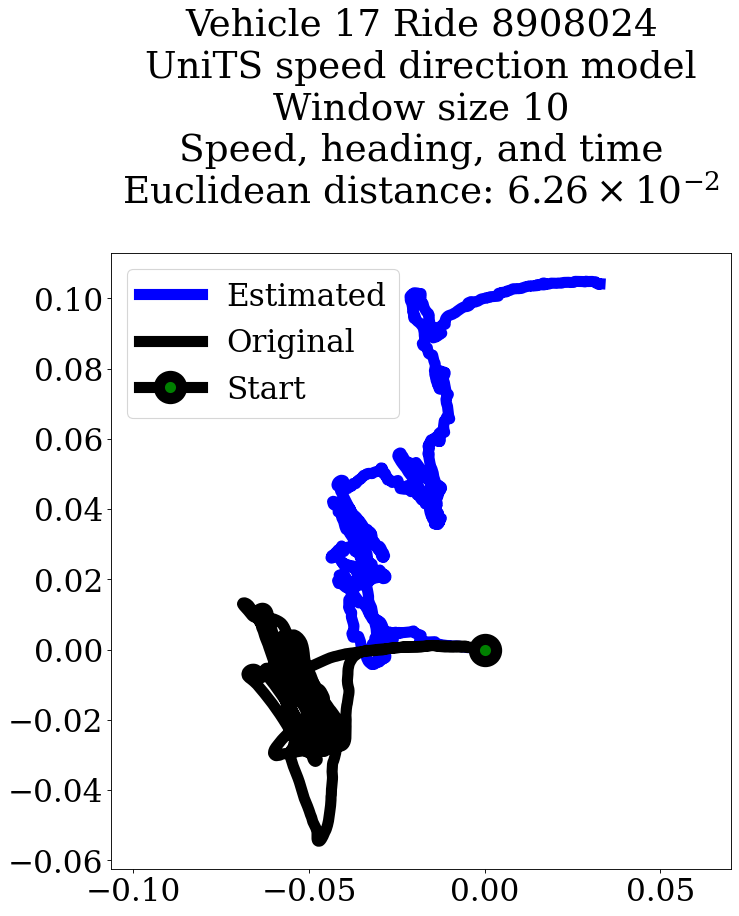 Vehicle 17 Ride 8908024
UniTS speed direction model
Window size 10
Speed, heading, and time
Euclidean distance: 6.26 × 10⁻²
Estimated
Original
Start
0.10
0.08
0.06
0.04
0.02
0.00
−0.02
−0.04
−0.06
−0.10
−0.05
0.00
0.05